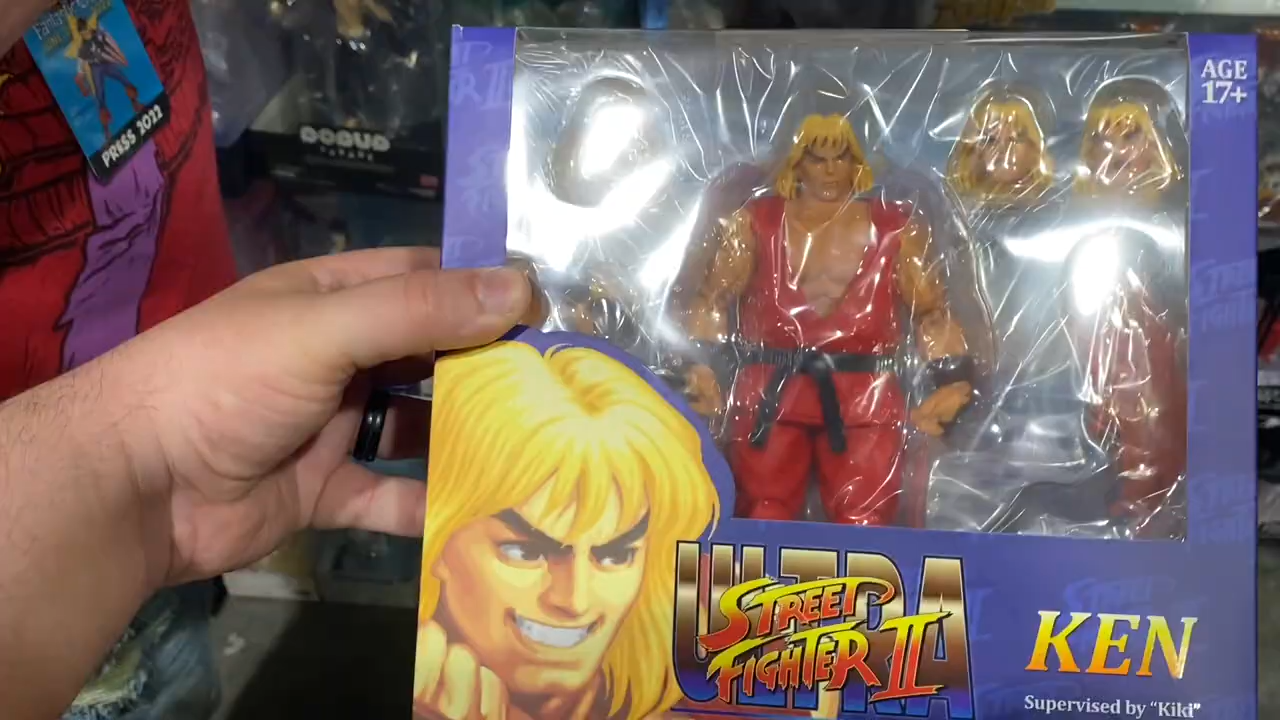 PRESS 2022
AGE
17+
ULTRA
STREET
FIGHTER II
KEN
Supervised by "Kiki"